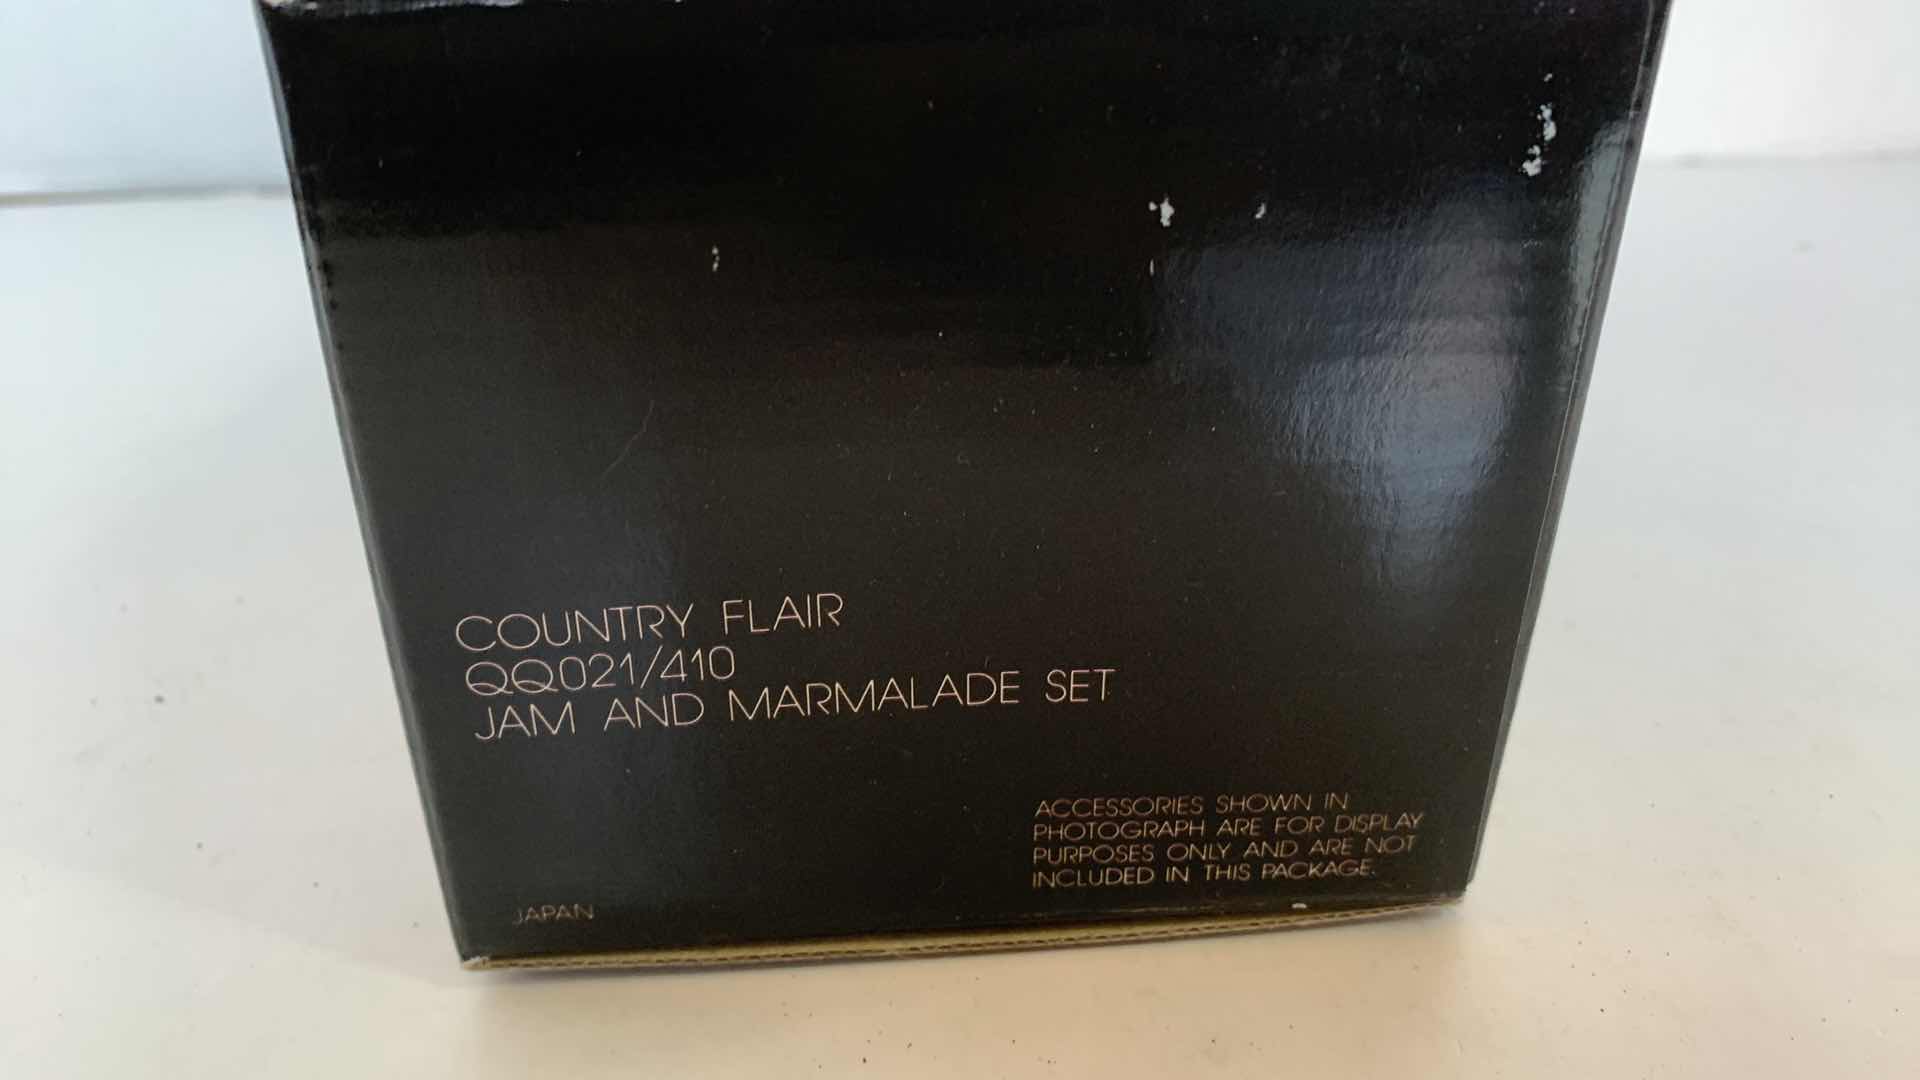 COUNTRY FLAIR
QQ021/410
JAM AND MARMALADE SET
ACCESSORIES SHOWN IN
PHOTOGRAPH ARE FOR DISPLAY
PURPOSES ONLY AND ARE NOT
INCLUDED IN THIS PACKAGE.
JAPAN